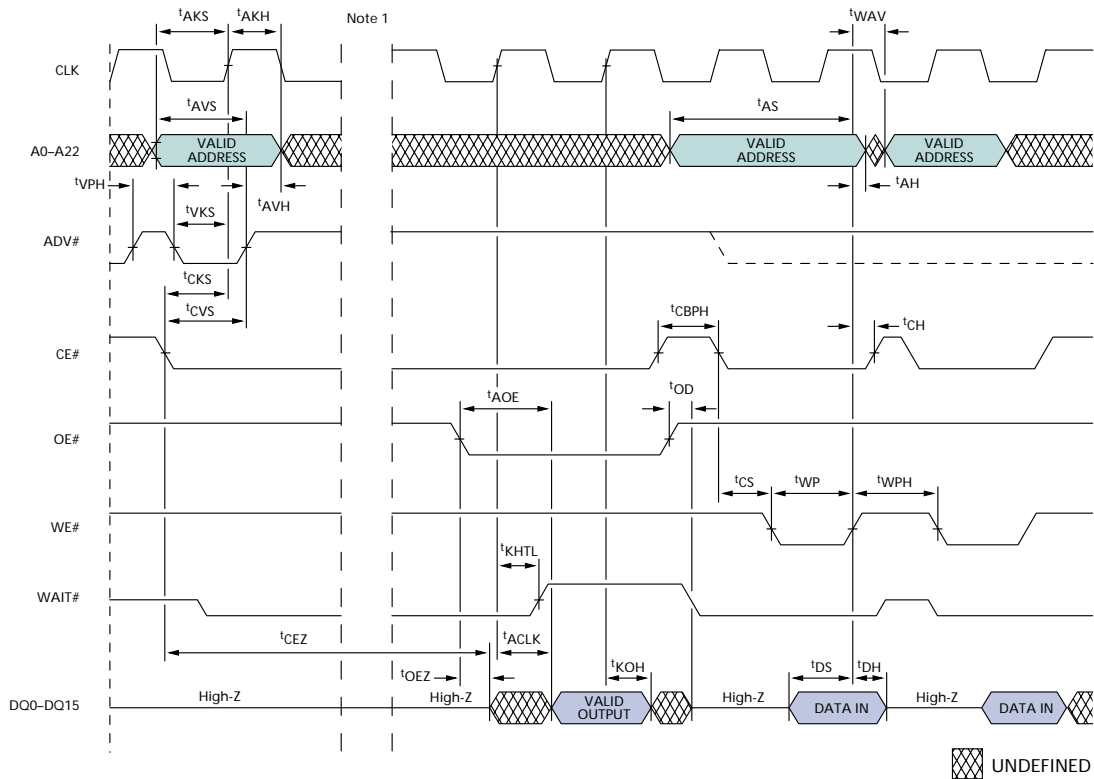 tAKS tAKH Note 1 tWAV
CLK
tAVS tAS
A0–A22 VALID ADDRESS VALID ADDRESS VALID ADDRESS
tVPH tVKS tAVH tAH
ADV#
tCKS
tCVS tCBPH tCH
CE#
tAOE tOD
OE#
tCS tWP tWPH
WE#
tKHTL
WAIT#
tCEZ tACLK
tOEZ tKOH tDS tDH
DQ0–DQ15 High-Z High-Z VALID OUTPUT High-Z DATA IN High-Z DATA IN
UNDEFINED